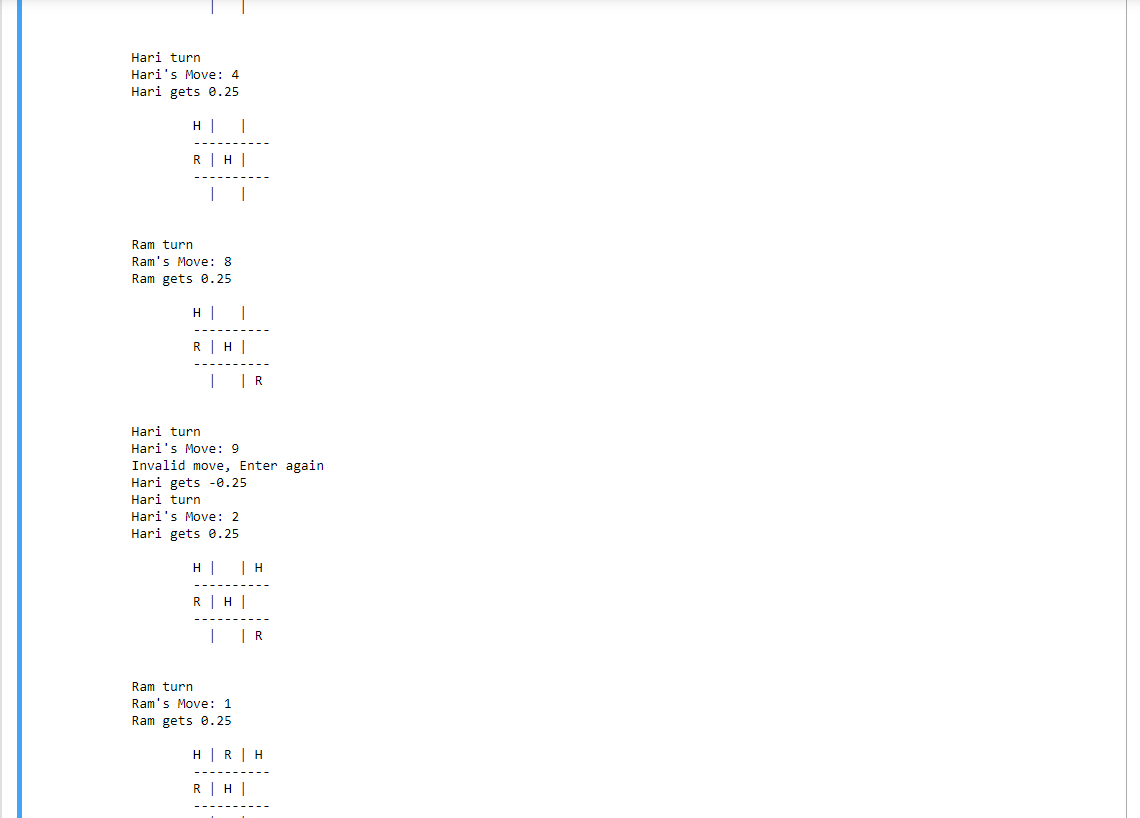 |   |
Hari turn
Hari's Move: 4
Hari gets 0.25
H |   |
----------
R | H |
----------
  |   |
Ram turn
Ram's Move: 8
Ram gets 0.25
H |   |
----------
R | H |
----------
  |   | R
Hari turn
Hari's Move: 9
Invalid move, Enter again
Hari gets -0.25
Hari turn
Hari's Move: 2
Hari gets 0.25
H |   | H
----------
R | H |
----------
  |   | R
Ram turn
Ram's Move: 1
Ram gets 0.25
H | R | H
----------
R | H |
----------